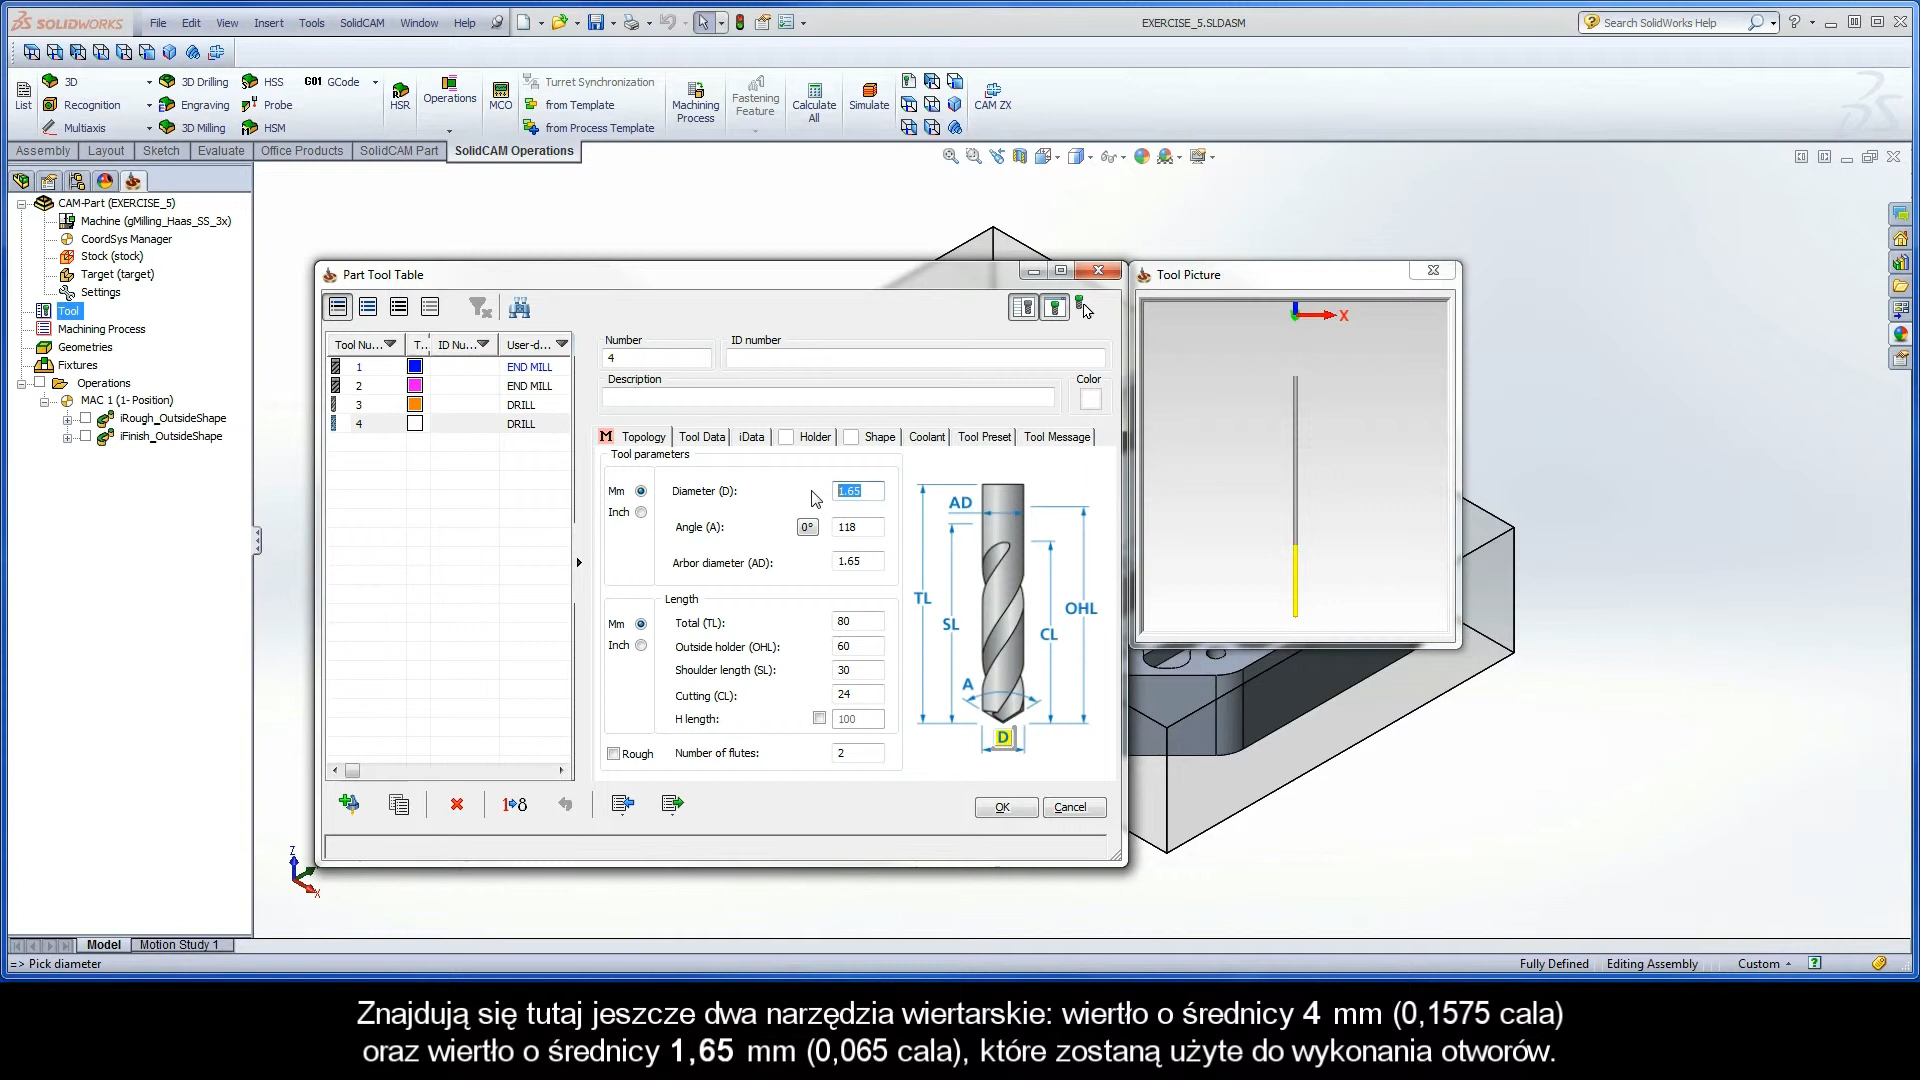 SOLIDWORKS File Edit View Insert Tools SolidCAM Window Help EXERCISE_5.SLDASM Search SolidWorks Help
3D 3D Drilling HSS G01 GCode Turret Synchronization
List Recognition Engraving Probe HSR Operations MCO from Template Machining Process Fastening Feature Calculate All Simulate CAM ZX
Multiaxis 3D Milling HSM from Process Template
Assembly Layout Sketch Evaluate Office Products SolidCAM Part SolidCAM Operations
CAM-Part (EXERCISE_5)
Machine (gMilling_Haas_SS_3x)
CoordSys Manager
Stock (stock)
Target (target)
Settings
Tool
Machining Process
Geometries
Fixtures
Operations
MAC 1 (1- Position)
iRough_OutsideShape
iFinish_OutsideShape
Part Tool Table
Tool Nu... T.. ID Nu... User-d...
1 END MILL
2 END MILL
3 DRILL
4 DRILL
Number ID number
4
Description Color
M Topology Tool Data iData Holder Shape Coolant Tool Preset Tool Message
Tool parameters
Mm Diameter (D): 1.65
Inch
Angle (A): 0° 118
Arbor diameter (AD): 1.65
Length
Mm Total (TL): 80
Inch Outside holder (OHL): 60
Shoulder length (SL): 30
Cutting (CL): 24
H length: 100
Rough Number of flutes: 2
AD
TL
SL
OHL
CL
A
D
1 8
OK Cancel
Tool Picture
X
Z
X
Model Motion Study 1
=> Pick diameter Fully Defined Editing Assembly Custom
Znajdują się tutaj jeszcze dwa narzędzia wiertarskie: wiertło o średnicy 4 mm (0,1575 cala)
oraz wiertło o średnicy 1,65 mm (0,065 cala), które zostaną użyte do wykonania otworów.